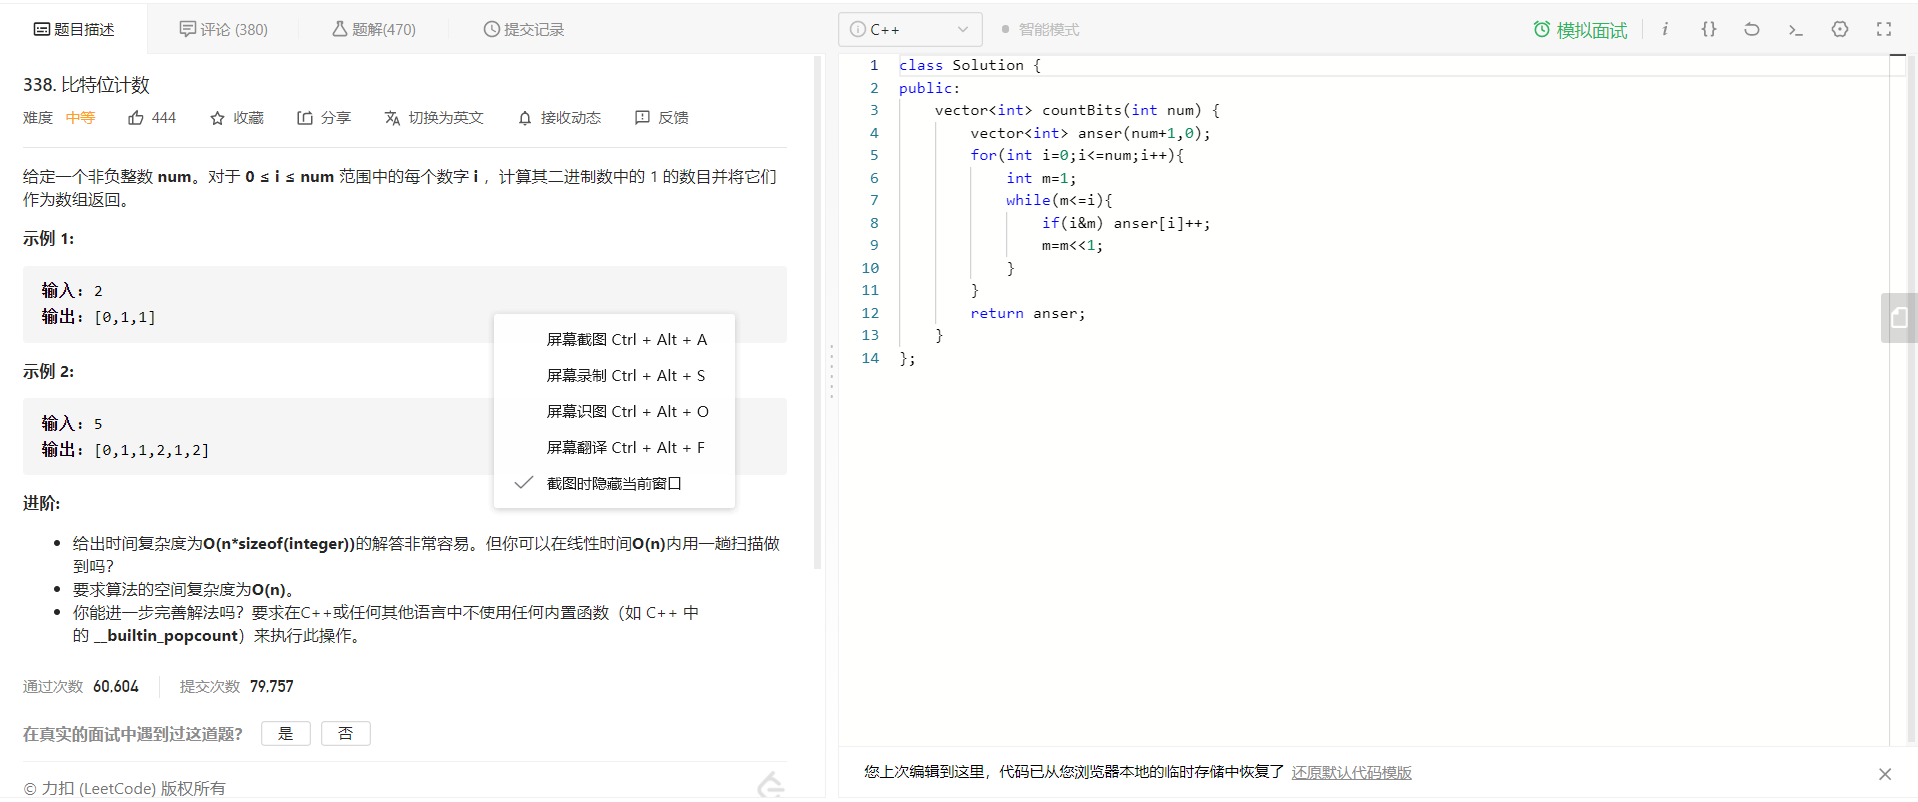 题目描述
评论 (380)
题解(470)
提交记录
338. 比特位计数
难度 中等 444 收藏 分享 切换为英文 接收动态 反馈
给定一个非负整数 num。对于 0 ≤ i ≤ num 范围中的每个数字 i ，计算其二进制数中的 1 的数目并将它们
作为数组返回。
示例 1:
输入: 2
输出: [0,1,1]
示例 2:
输入: 5
输出: [0,1,1,2,1,2]
屏幕截图 Ctrl + Alt + A
屏幕录制 Ctrl + Alt + S
屏幕识图 Ctrl + Alt + O
屏幕翻译 Ctrl + Alt + F
截图时隐藏当前窗口
进阶:
给出时间复杂度为O(n*sizeof(integer))的解答非常容易。但你可以在线性时间O(n)内用一趟扫描做
到吗？
要求算法的空间复杂度为O(n)。
你能进一步完善解法吗？要求在C++或任何其他语言中不使用任何内置函数（如 C++ 中
的 __builtin_popcount）来执行此操作。
通过次数 60,604 提交次数 79,757
在真实的面试中遇到过这道题？ 是 否
© 力扣 (LeetCode) 版权所有
C++
智能模式
模拟面试
1 class Solution {
2 public:
3 vector<int> countBits(int num) {
4 vector<int> anser(num+1,0);
5 for(int i=0;i<=num;i++){
6 int m=1;
7 while(m<=i){
8 if(i&m) anser[i]++;
9 m=m<<1;
10 }
11 }
12 return anser;
13 }
14 };
您上次编辑到这里，代码已从您浏览器本地的临时存储中恢复了 还原默认代码模版